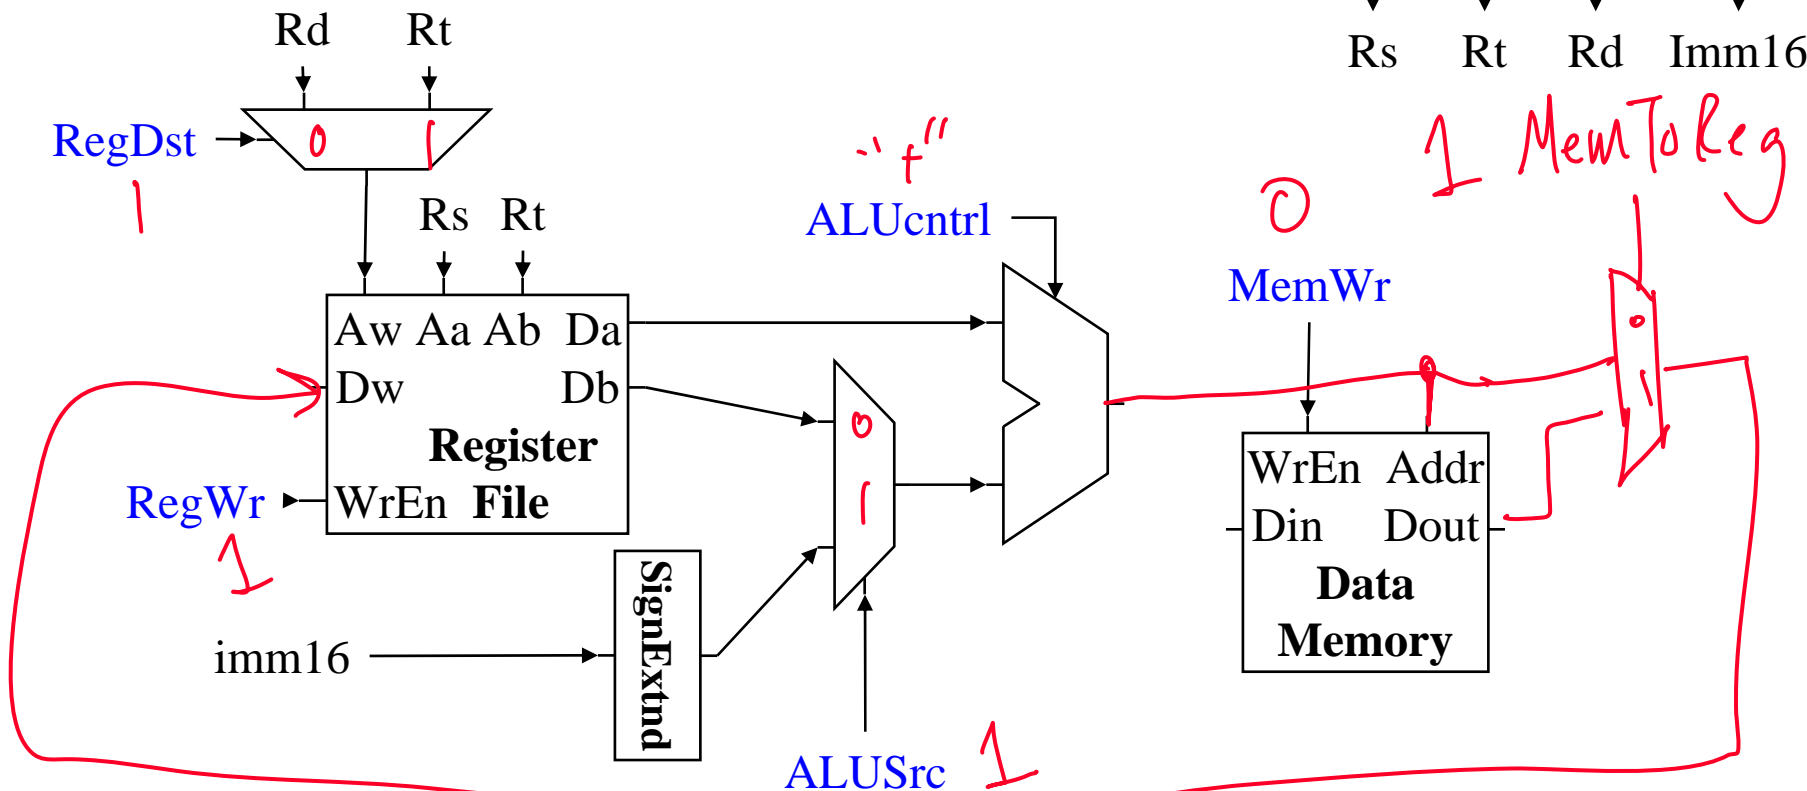 Rd Rt
Rs Rt Rd Imm16
RegDst
0 1
1
"+"
1 MemToReg
0
Rs Rt
ALUcntrl
MemWr
Aw Aa Ab Da
Dw Db
Register
File
RegWr
WrEn
1
0
1
0
1
WrEn Addr
Din Dout
Data
Memory
SignExtnd
imm16
ALUSrc 1